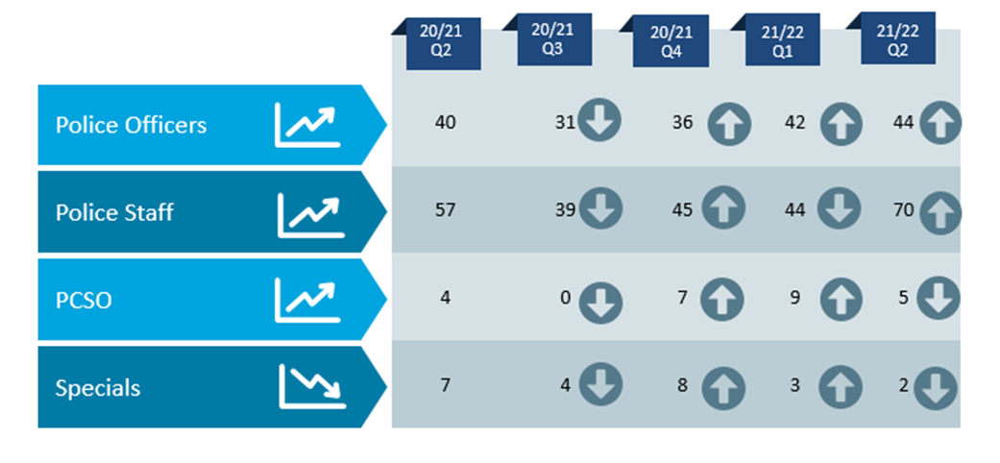 20/21 Q2 20/21 Q3 20/21 Q4 21/22 Q1 21/22 Q2
Police Officers 40 31 36 42 44
Police Staff 57 39 45 44 70
PCSO 4 0 7 9 5
Specials 7 4 8 3 2